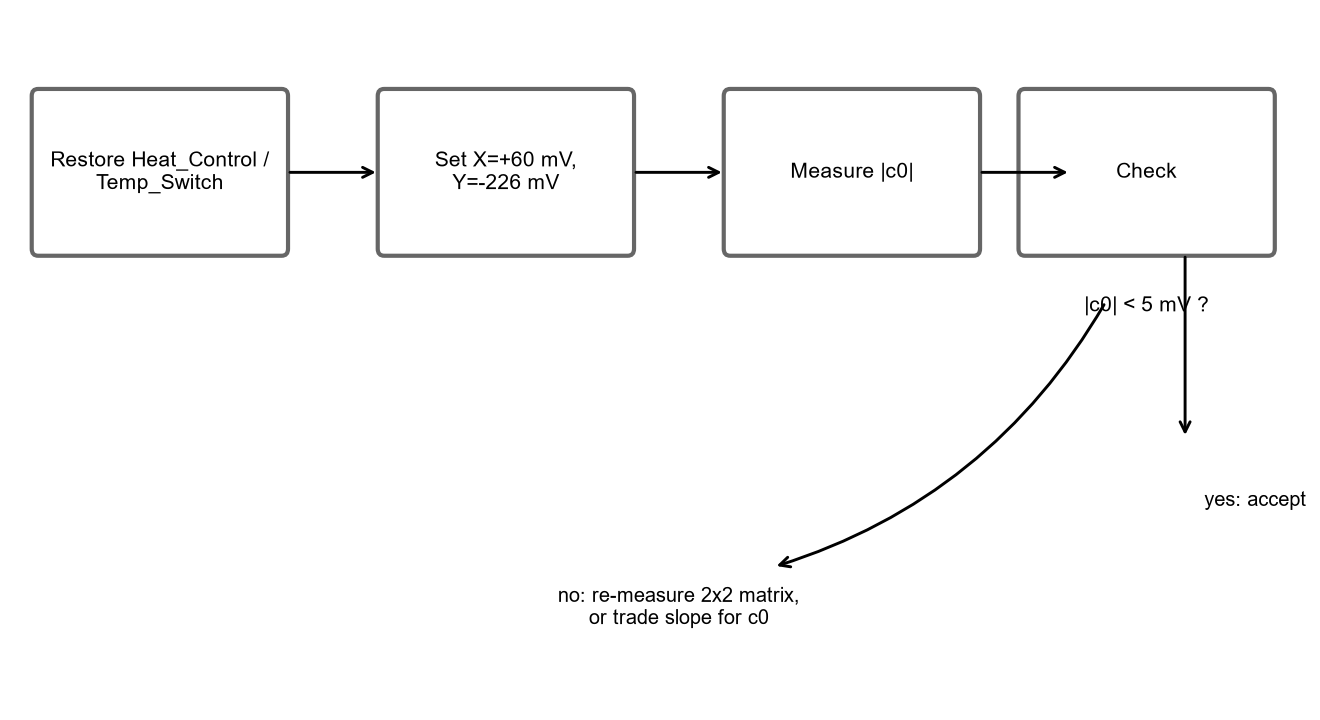 Restore Heat_Control /
Temp_Switch
Set X=+60 mV,
Y=-226 mV
Measure |c0|
Check
|c0| < 5 mV ?
yes: accept
no: re-measure 2x2 matrix,
or trade slope for c0